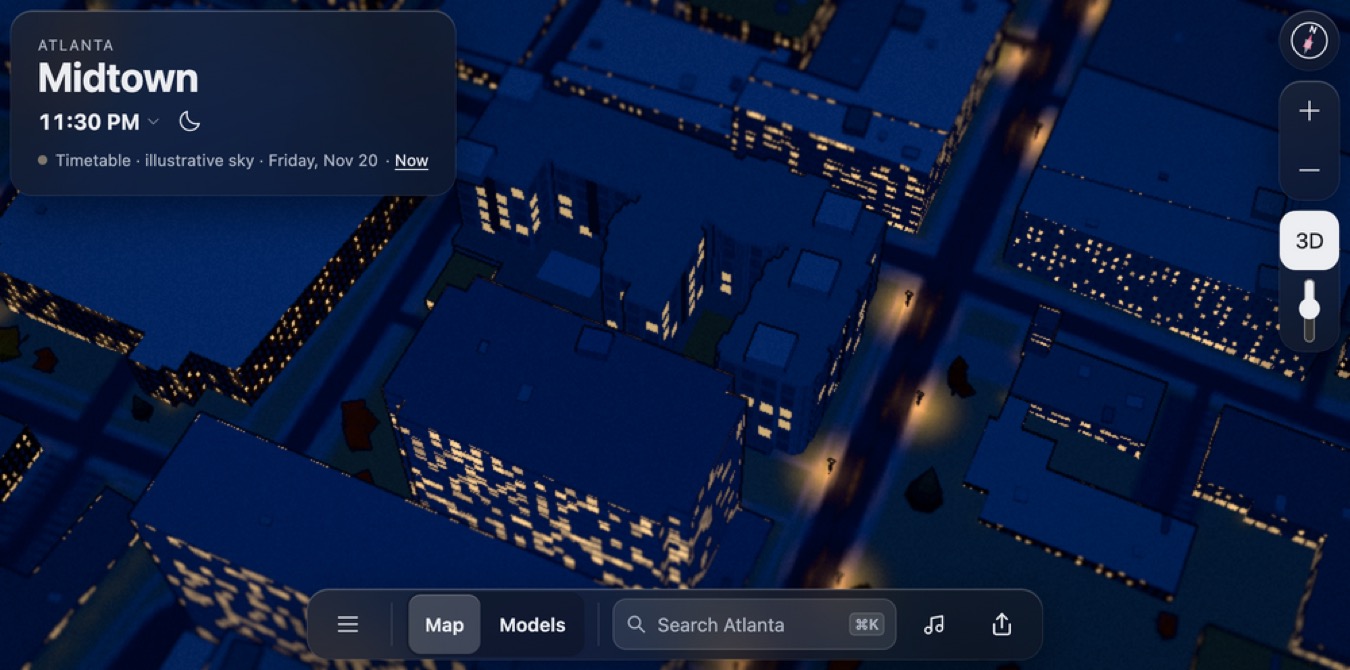 ATLANTA
Midtown
11:30 PM
Timetable · illustrative sky · Friday, Nov 20 · Now
N
+
−
3D
Map
Models
Search Atlanta
⌘K